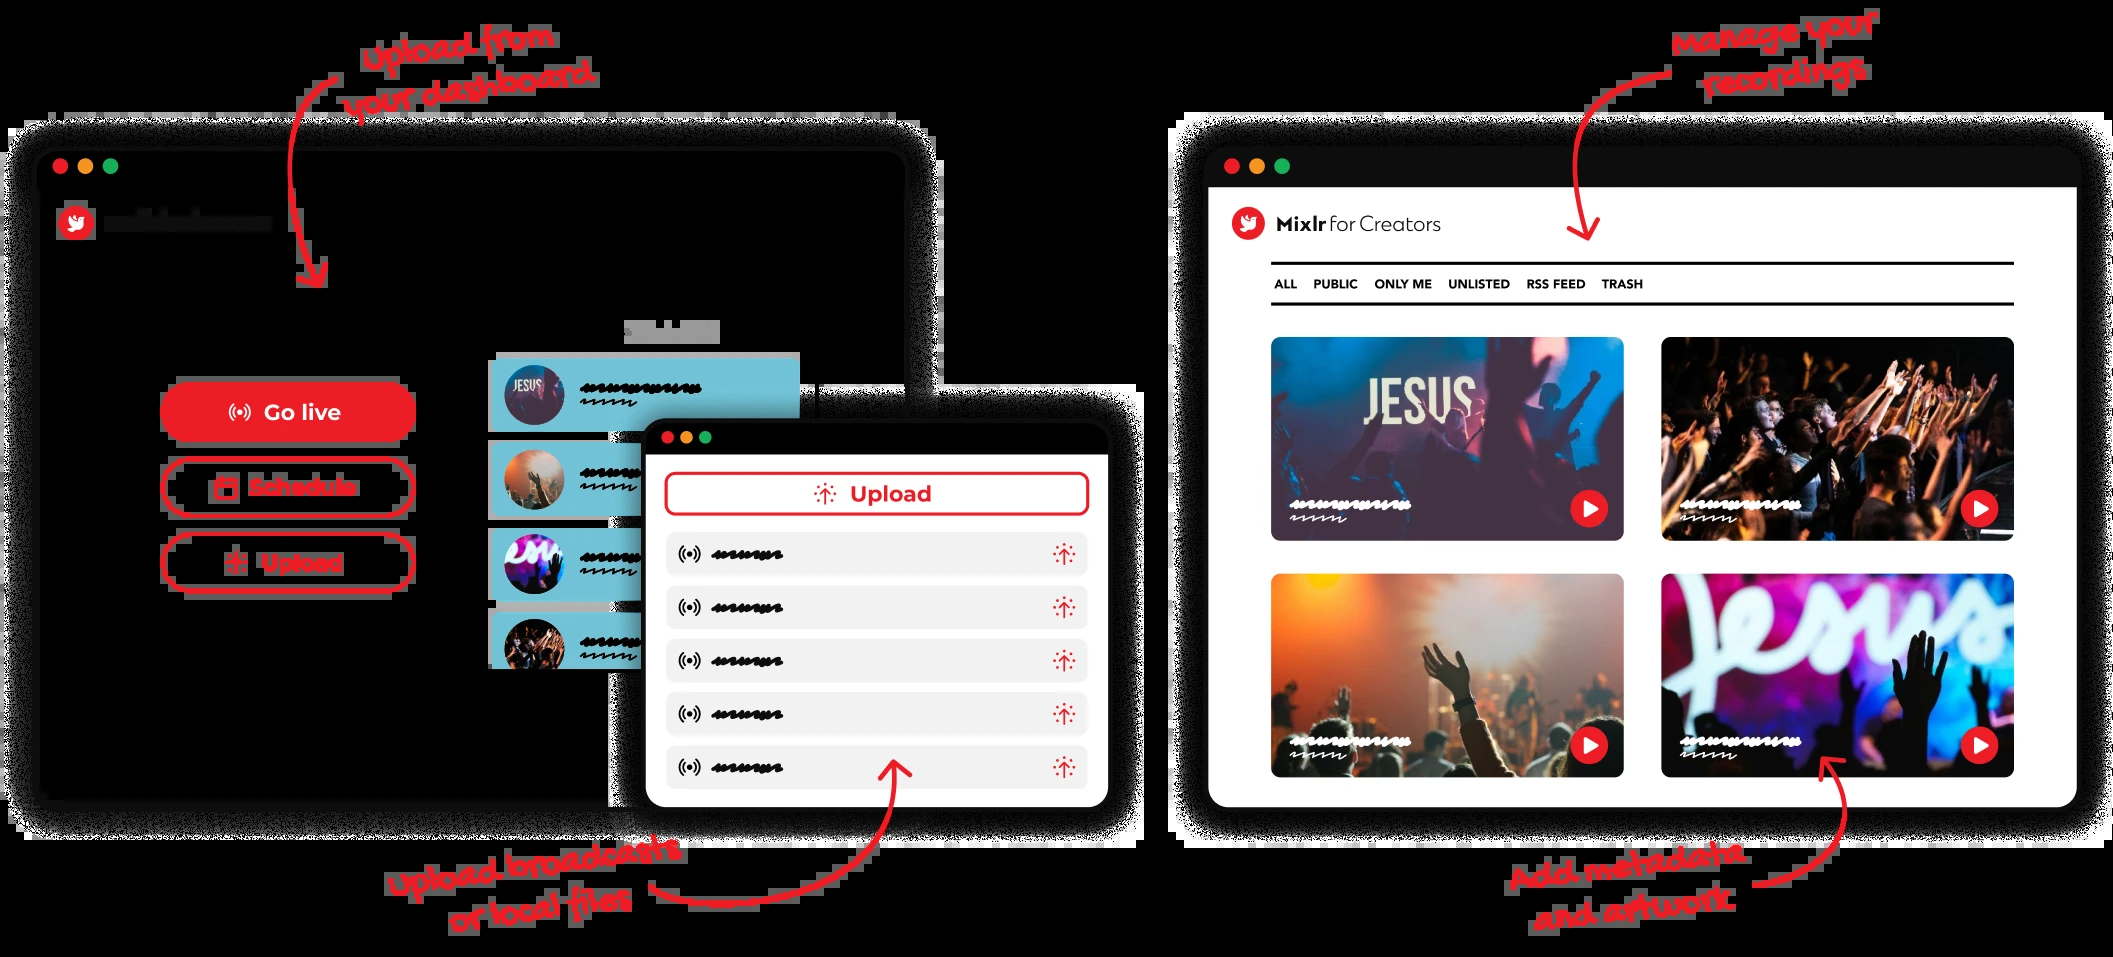 Upload from
your dashboard
Go live
Schedule
Upload
JESUS
Jesus
Upload
Upload broadcasts
or local files
Manage your
recordings
Mixlr for Creators
ALL PUBLIC ONLY ME UNLISTED RSS FEED TRASH
JESUS
Jesus
Add metadata
and artwork